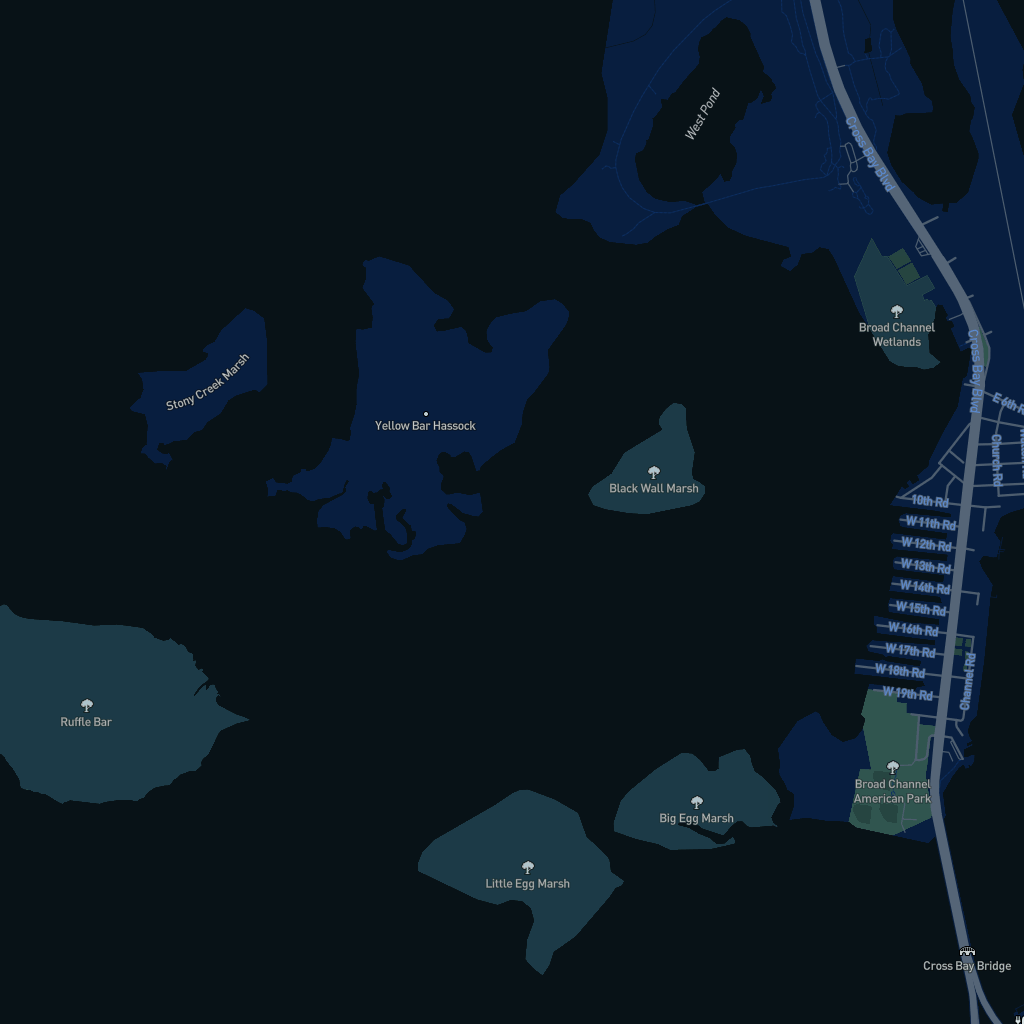 West Pond
Cross Bay Blvd
Broad Channel
Wetlands
Cross Bay Blvd
Stony Creek Marsh
Yellow Bar Hassock
E 6th Rd
Church Rd
Black Wall Marsh
10th Rd
W 11th Rd
W 12th Rd
W 13th Rd
W 14th Rd
W 15th Rd
W 16th Rd
W 17th Rd
W 18th Rd
Channel Rd
W 19th Rd
Ruffle Bar
Broad Channel
American Park
Big Egg Marsh
Little Egg Marsh
Cross Bay Bridge